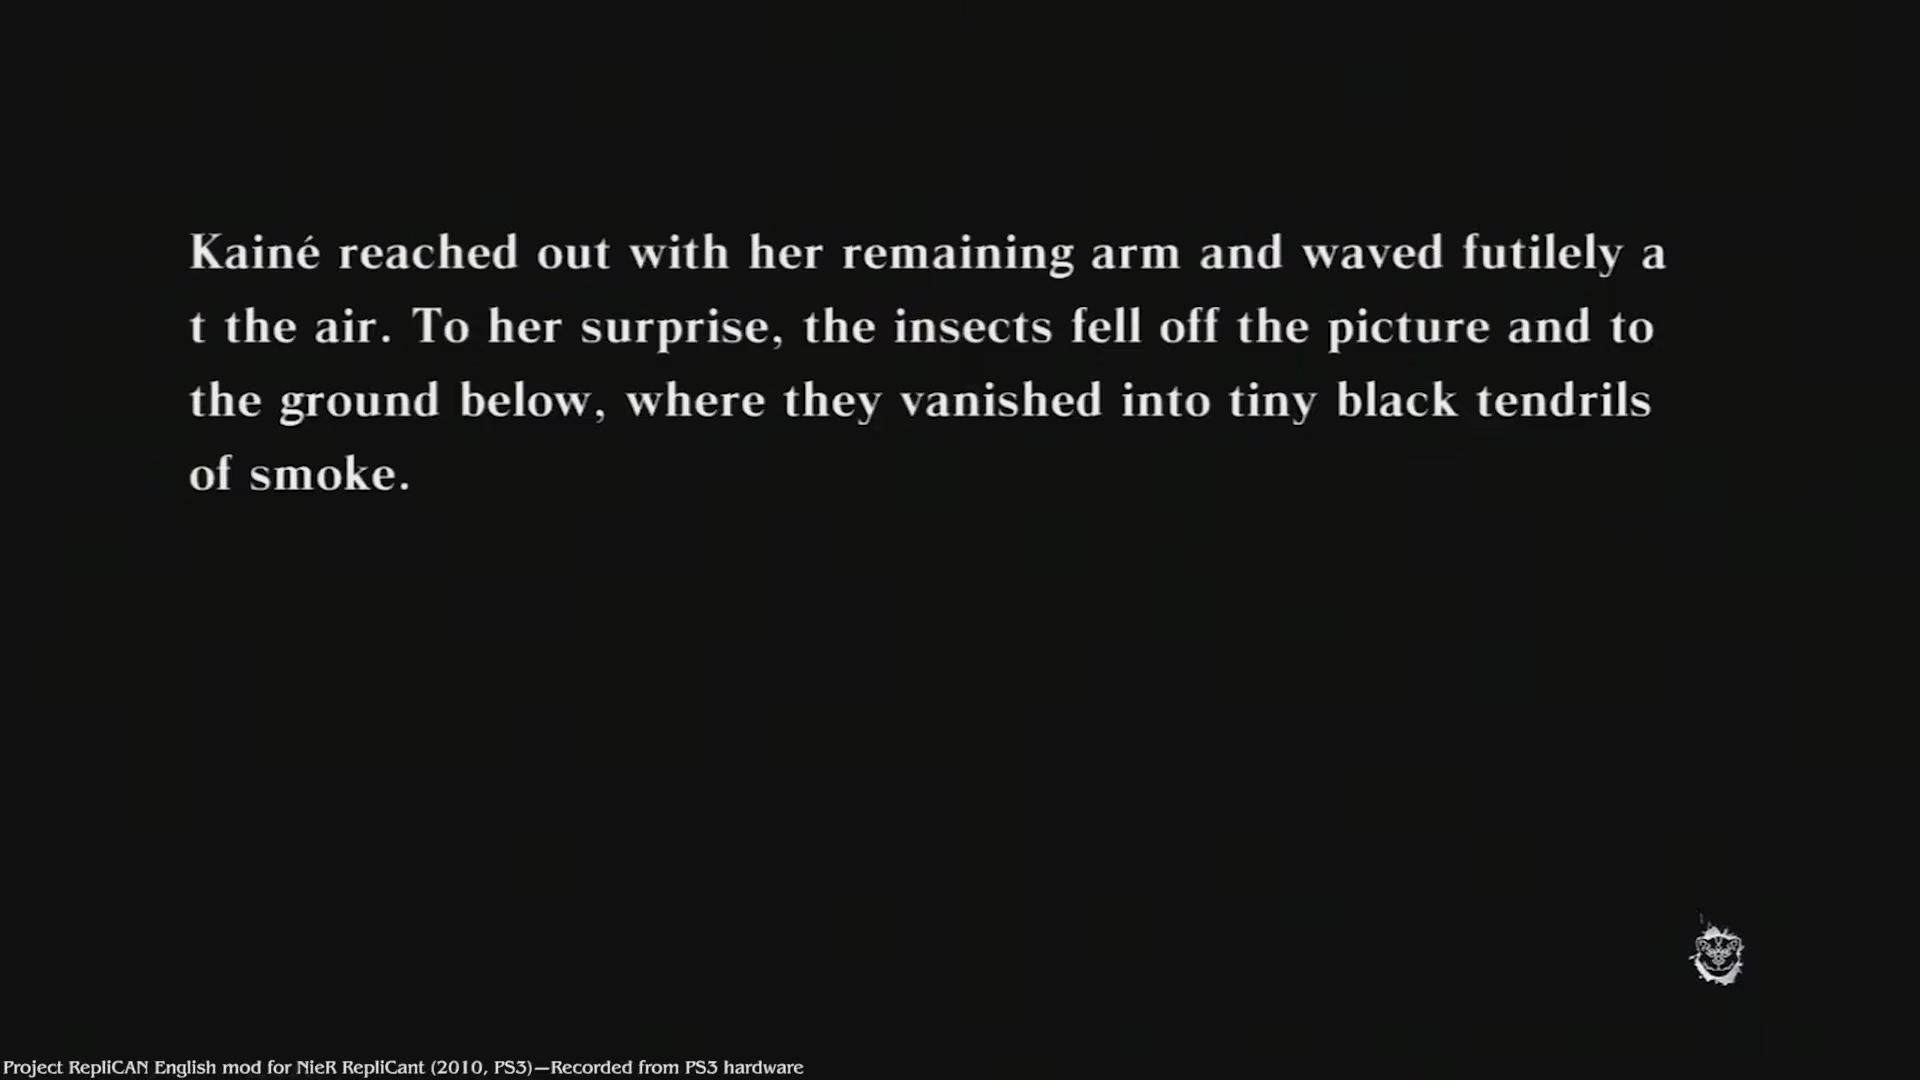 Kainé reached out with her remaining arm and waved futilely a
t the air. To her surprise, the insects fell off the picture and to
the ground below, where they vanished into tiny black tendrils
of smoke.
Project RepliCAN English mod for NieR RepliCant (2010, PS3)—Recorded from PS3 hardware